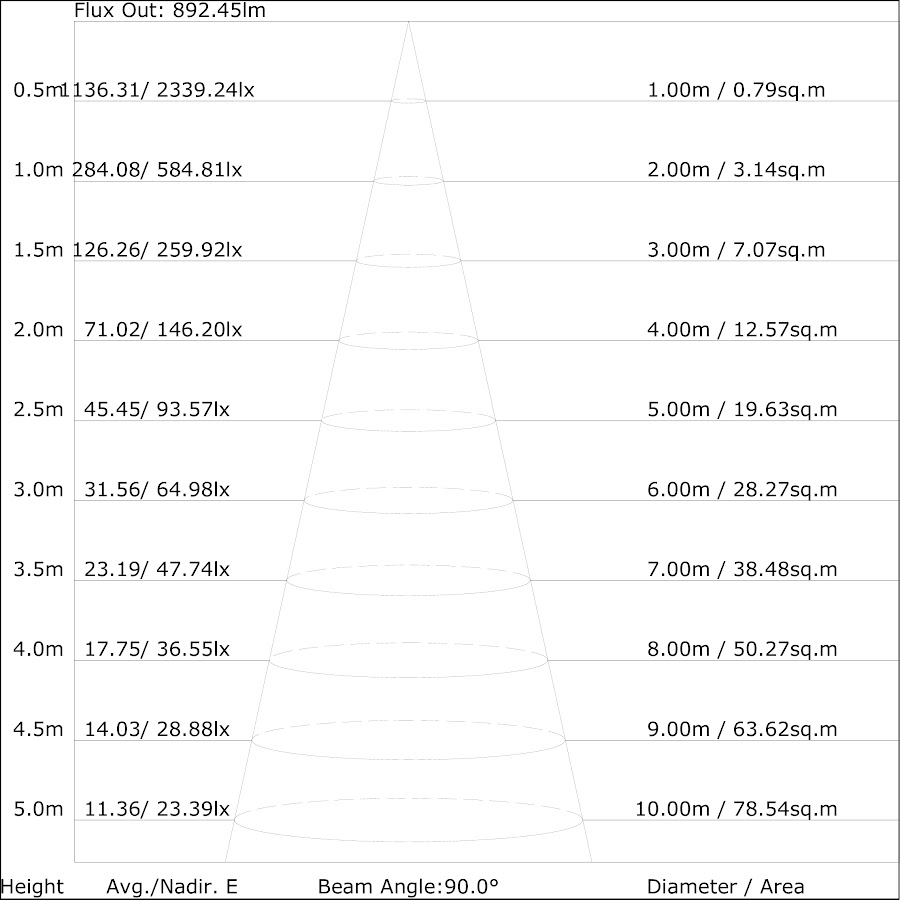 Flux Out: 892.45lm
0.5m 1136.31/ 2339.24lx 1.00m / 0.79sq.m
1.0m 284.08/ 584.81lx 2.00m / 3.14sq.m
1.5m 126.26/ 259.92lx 3.00m / 7.07sq.m
2.0m 71.02/ 146.20lx 4.00m / 12.57sq.m
2.5m 45.45/ 93.57lx 5.00m / 19.63sq.m
3.0m 31.56/ 64.98lx 6.00m / 28.27sq.m
3.5m 23.19/ 47.74lx 7.00m / 38.48sq.m
4.0m 17.75/ 36.55lx 8.00m / 50.27sq.m
4.5m 14.03/ 28.88lx 9.00m / 63.62sq.m
5.0m 11.36/ 23.39lx 10.00m / 78.54sq.m
Height Avg./Nadir. E Beam Angle:90.0° Diameter / Area